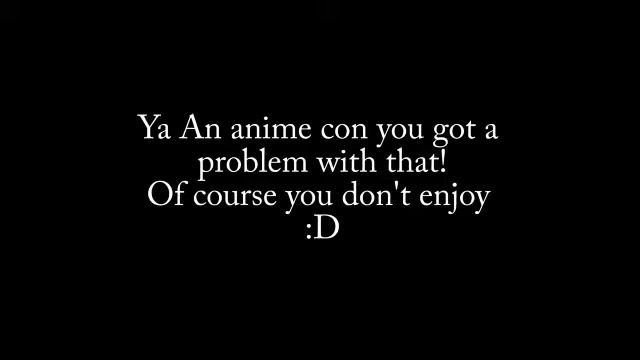 Ya An anime con you got a
problem with that!
Of course you don't enjoy
:D